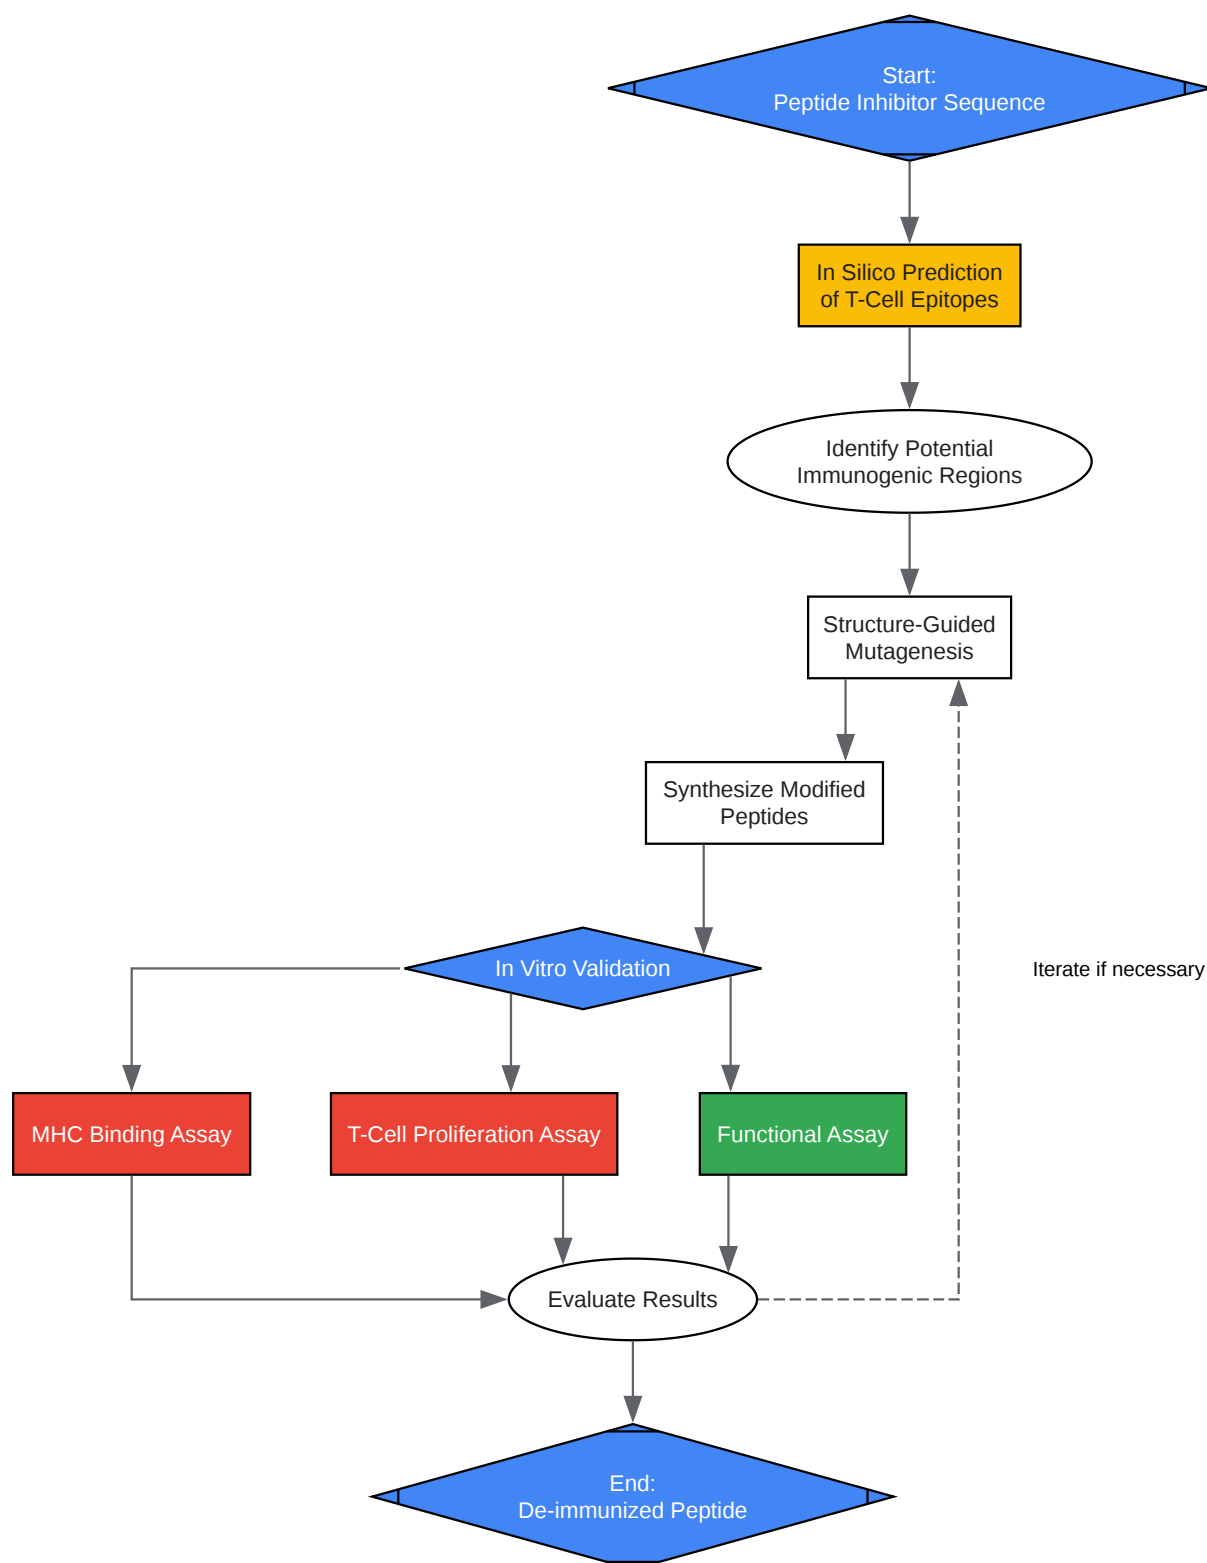 Start:
Peptide Inhibitor Sequence
In Silico Prediction
of T-Cell Epitopes
Identify Potential
Immunogenic Regions
Structure-Guided
Mutagenesis
Synthesize Modified
Peptides
In Vitro Validation
Iterate if necessary
MHC Binding Assay
T-Cell Proliferation Assay
Functional Assay
Evaluate Results
End:
De-immunized Peptide